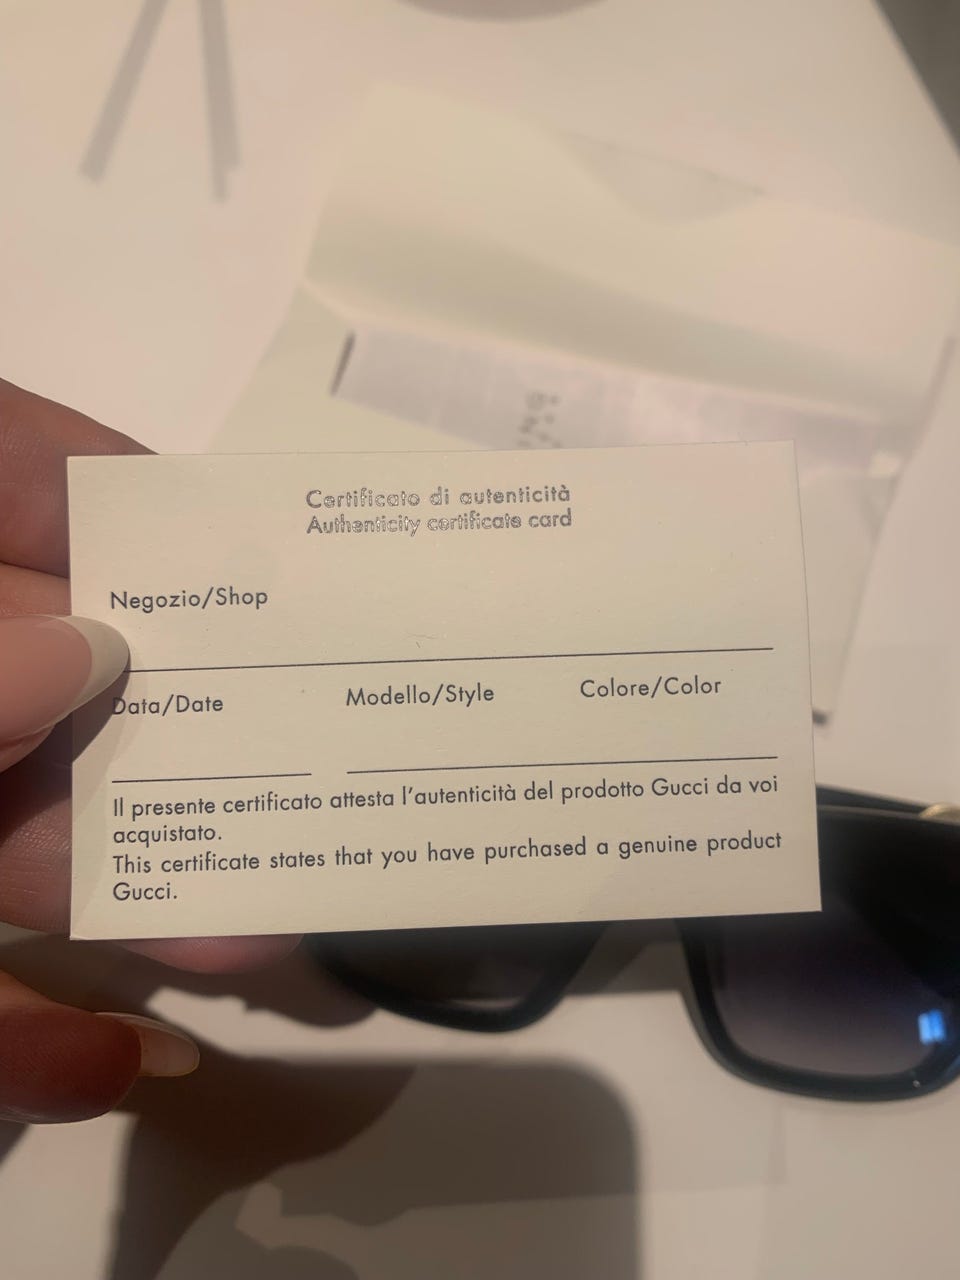 Certificato di autenticità
Authenticity certificate card
Negozio/Shop
Data/Date Modello/Style Colore/Color
Il presente certificato attesta l'autenticità del prodotto Gucci da voi
acquistato.
This certificate states that you have purchased a genuine product
Gucci.